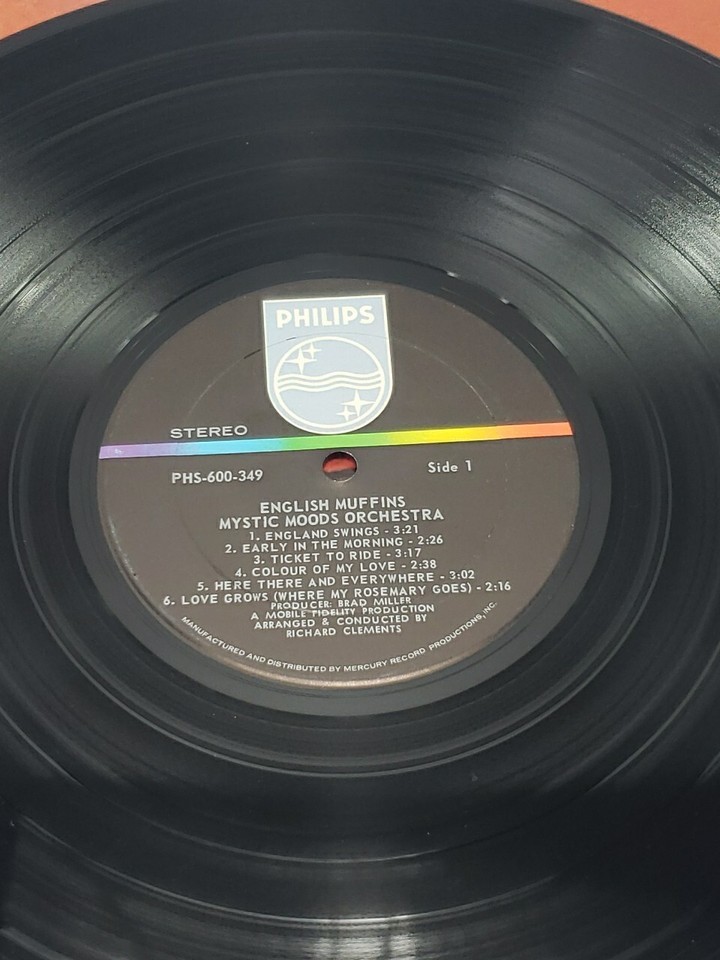 PHILIPS
STEREO
PHS-600-349
Side 1
ENGLISH MUFFINS
MYSTIC MOODS ORCHESTRA
1. ENGLAND SWINGS - 3:21
2. EARLY IN THE MORNING - 2:26
3. TICKET TO RIDE - 3:17
4. COLOUR OF MY LOVE - 2:38
5. HERE THERE AND EVERYWHERE - 3:02
6. LOVE GROWS (WHERE MY ROSEMARY GOES) - 2:16
PRODUCER: BRAD MILLER
A MOBILE FIDELITY PRODUCTION
ARRANGED & CONDUCTED BY
RICHARD CLEMENTS
MANUFACTURED AND DISTRIBUTED BY MERCURY RECORD PRODUCTIONS, INC.